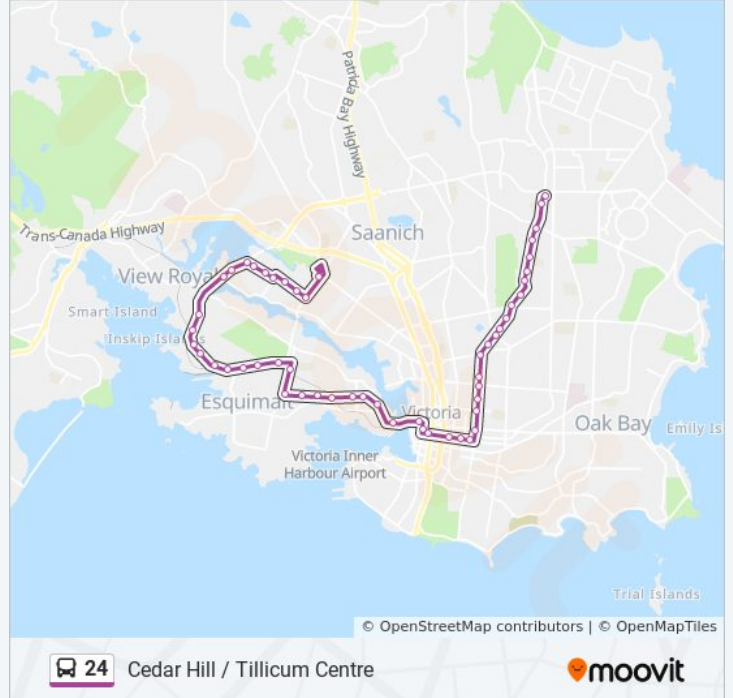 Patricia Bay Highway
Trans-Canada Highway
Saanich
View Royal
Smart Island
Inskip Islands
Esquimalt
Victoria
Oak Bay
Emily Is
Victoria Inner
Harbour Airport
Trial Islands
© OpenStreetMap contributors | © OpenMapTiles
24 Cedar Hill / Tillicum Centre
moovit